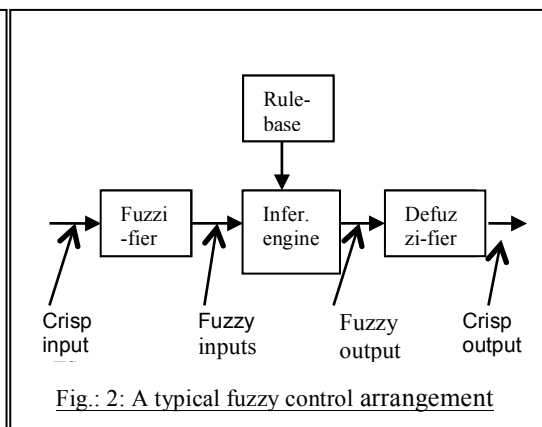 Rule-
base
Fuzzi
-fier
Infer.
engine
Defuz
zi-fier
Crisp
input
Fuzzy
inputs
Fuzzy
output
Crisp
output
Fig.: 2: A typical fuzzy control arrangement